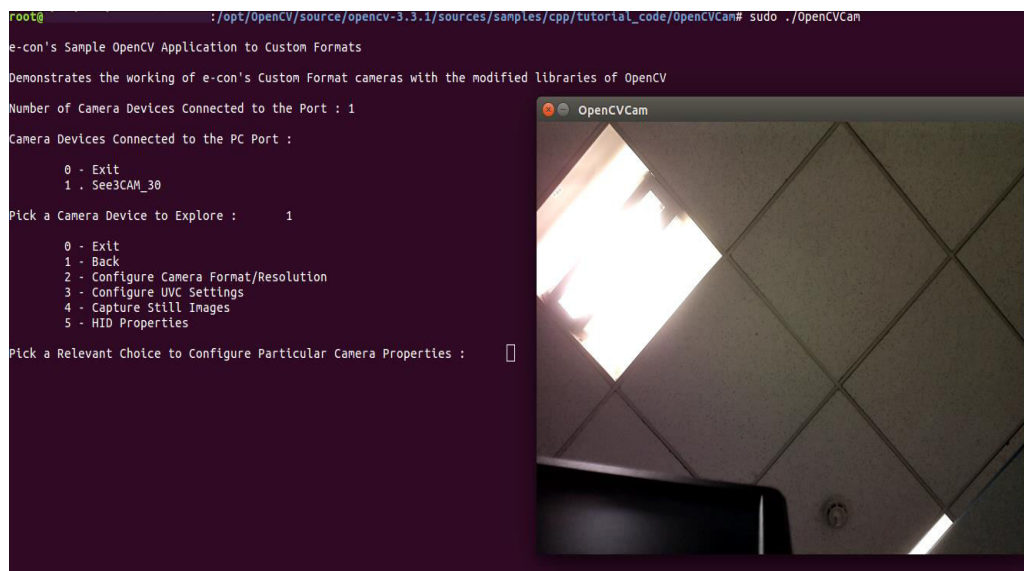 root@ :/opt/OpenCV/source/opencv-3.3.1/sources/samples/cpp/tutorial_code/OpenCVCam# sudo ./OpenCVCam
e-con's Sample OpenCV Application to Custom Formats
Demonstrates the working of e-con's Custom Format cameras with the modified libraries of OpenCV
Number of Camera Devices Connected to the Port : 1
Camera Devices Connected to the PC Port :
0 - Exit
1 . See3CAM_30
Pick a Camera Device to Explore : 1
0 - Exit
1 - Back
2 - Configure Camera Format/Resolution
3 - Configure UVC Settings
4 - Capture Still Images
5 - HID Properties
Pick a Relevant Choice to Configure Particular Camera Properties :
OpenCVCam